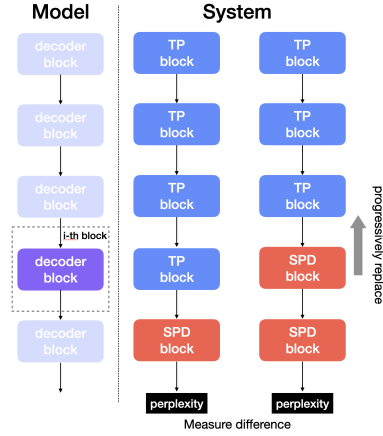 Model
System
decoder
block
TP
block
TP
block
decoder
block
TP
block
TP
block
decoder
block
TP
block
TP
block
i-th block
decoder
block
TP
block
SPD
block
progressively replace
decoder
block
SPD
block
SPD
block
perplexity
perplexity
Measure difference